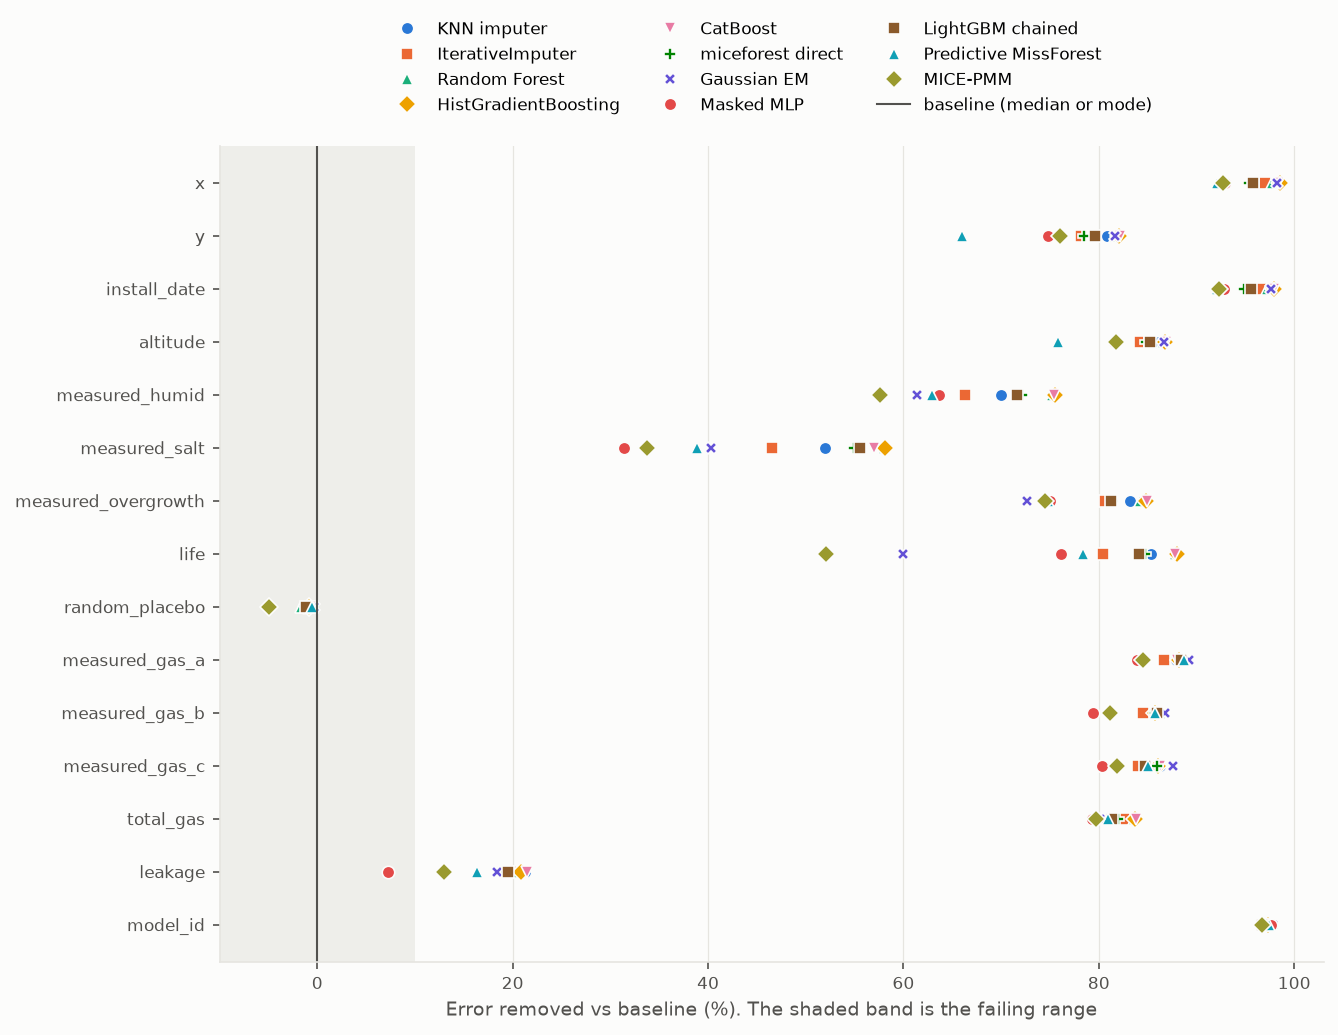 KNN imputer
IterativeImputer
Random Forest
HistGradientBoosting
CatBoost
miceforest direct
Gaussian EM
Masked MLP
LightGBM chained
Predictive MissForest
MICE-PMM
baseline (median or mode)
x
y
install_date
altitude
measured_humid
measured_salt
measured_overgrowth
life
random_placebo
measured_gas_a
measured_gas_b
measured_gas_c
total_gas
leakage
model_id
0 20 40 60 80 100
Error removed vs baseline (%). The shaded band is the failing range